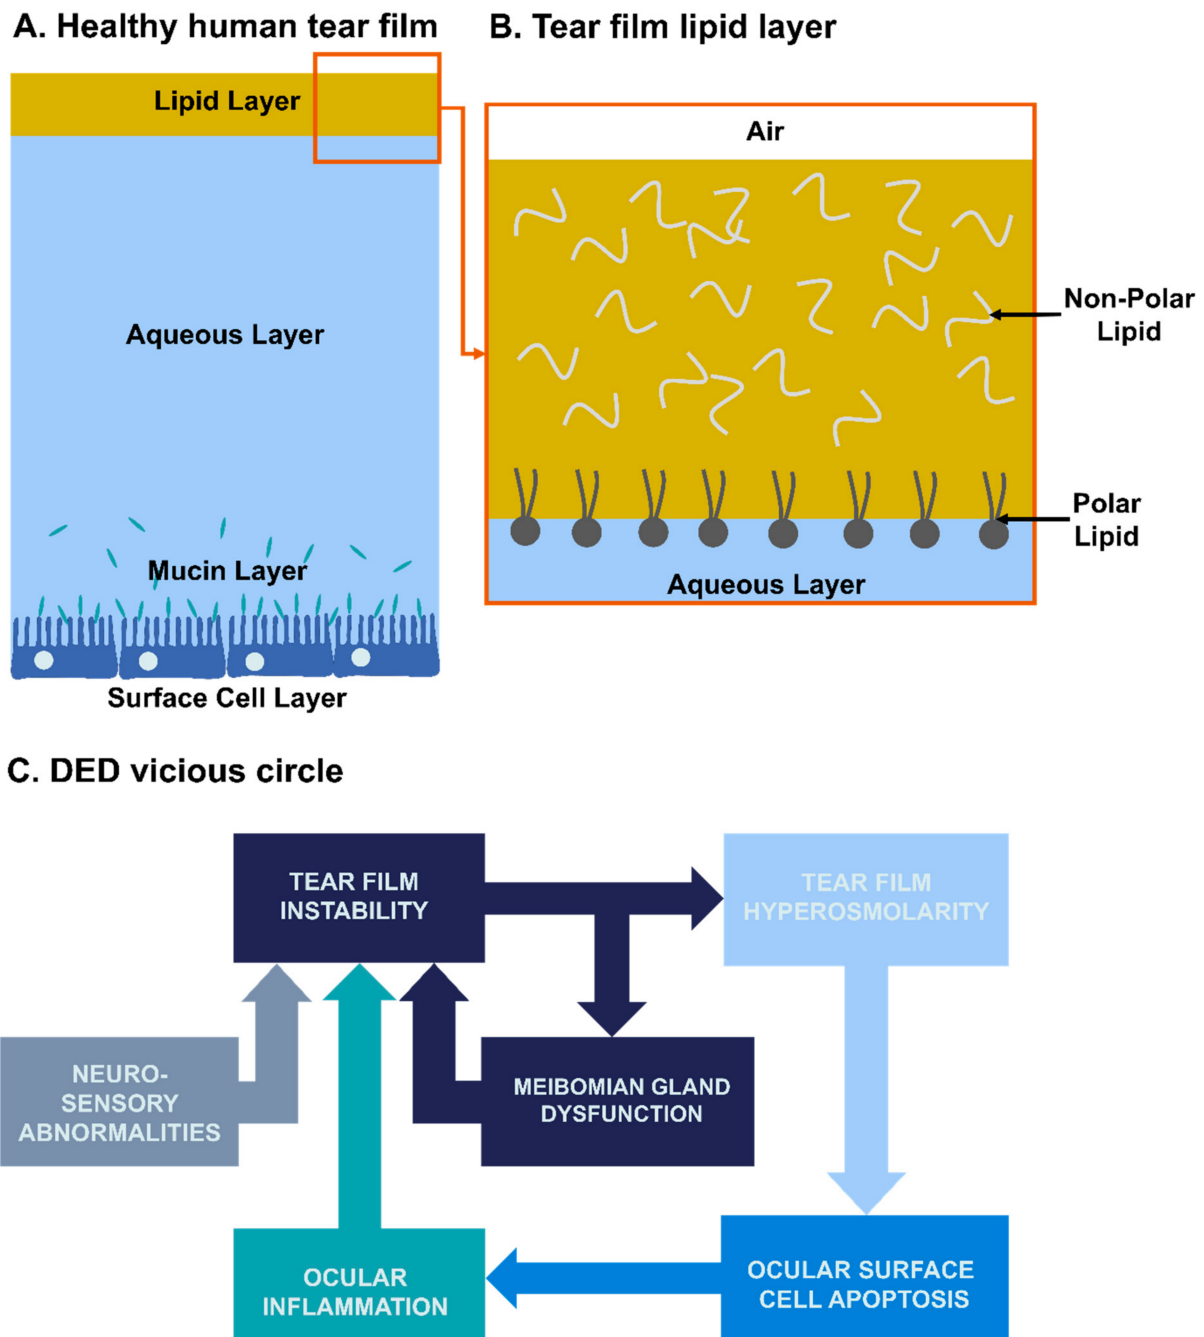 A. Healthy human tear film
B. Tear film lipid layer
Lipid Layer
Aqueous Layer
Mucin Layer
Surface Cell Layer
Air
Non-Polar
Lipid
Polar
Lipid
Aqueous Layer
C. DED vicious circle
TEAR FILM
INSTABILITY
TEAR FILM
HYPEROSMOLARITY
NEURO-
SENSORY
ABNORMALITIES
MEIBOMIAN GLAND
DYSFUNCTION
OCULAR
INFLAMMATION
OCULAR SURFACE
CELL APOPTOSIS